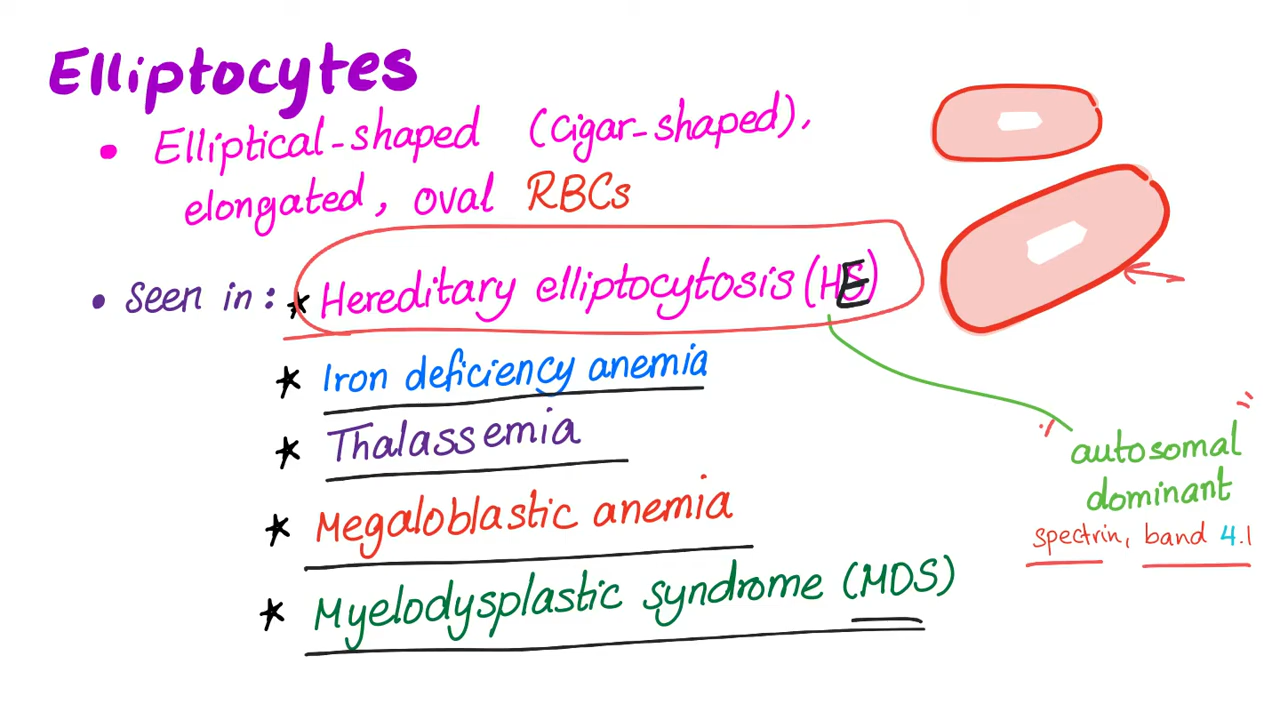 Elliptocytes
• Elliptical-shaped (cigar-shaped),
elongated, oval RBCs
• Seen in: * Hereditary elliptocytosis (HE)
* Iron deficiency anemia
* Thalassemia
* Megaloblastic anemia
* Myelodysplastic syndrome (MDS)
autosomal
dominant
spectrin, band 4.1